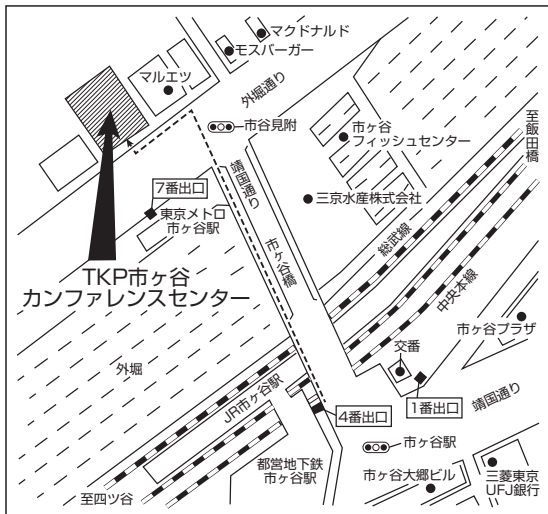 マクドナルド
モスバーガー
マルエツ
外堀通り
市谷見附
市ヶ谷
フィッシュセンター
至飯田橋
靖国通り
7番出口
東京メトロ
市ヶ谷駅
三京水産株式会社
市ヶ谷橋
総武線
TKP市ヶ谷
カンファレンスセンター
中央本線
市ヶ谷プラザ
外堀
交番
JR市ヶ谷駅
4番出口
1番出口
靖国通り
市ヶ谷駅
都営地下鉄
市ヶ谷駅
至四ツ谷
市ヶ谷大郷ビル
三菱東京
UFJ銀行